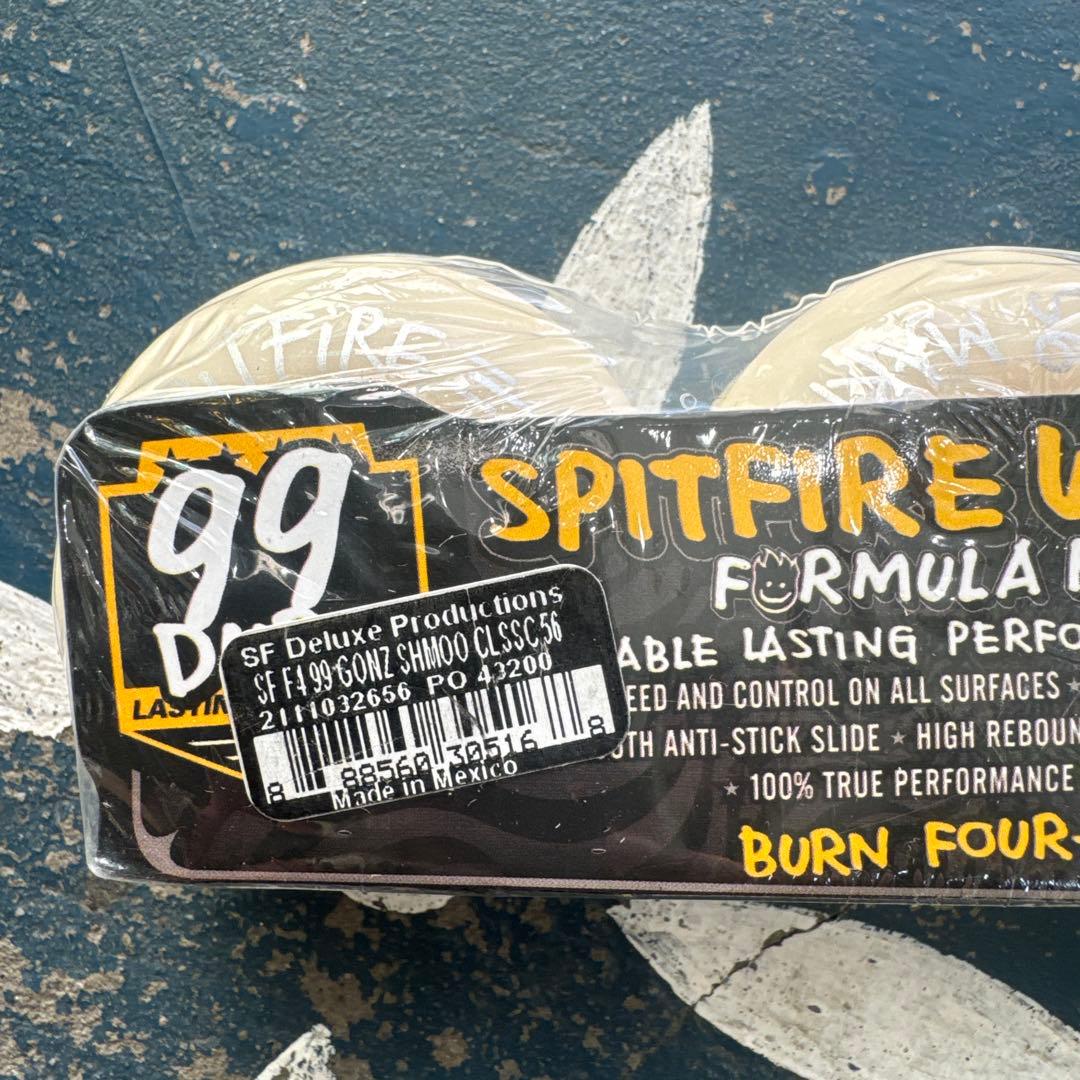 SPITFIRE
99
SPITFIRE
FORMULA
ABLE LASTING PERFO
EED AND CONTROL ON ALL SURFACES ★
OTH ANTI-STICK SLIDE ★ HIGH REBOUN
★ 100% TRUE PERFORMANCE
BURN FOUR-
LASTIN
SF Deluxe Productions
SF F4 99 GONZ SHMOO CLSSC 56
2111032656 PO 43200
8 88560 30516 8
Made in Mexico